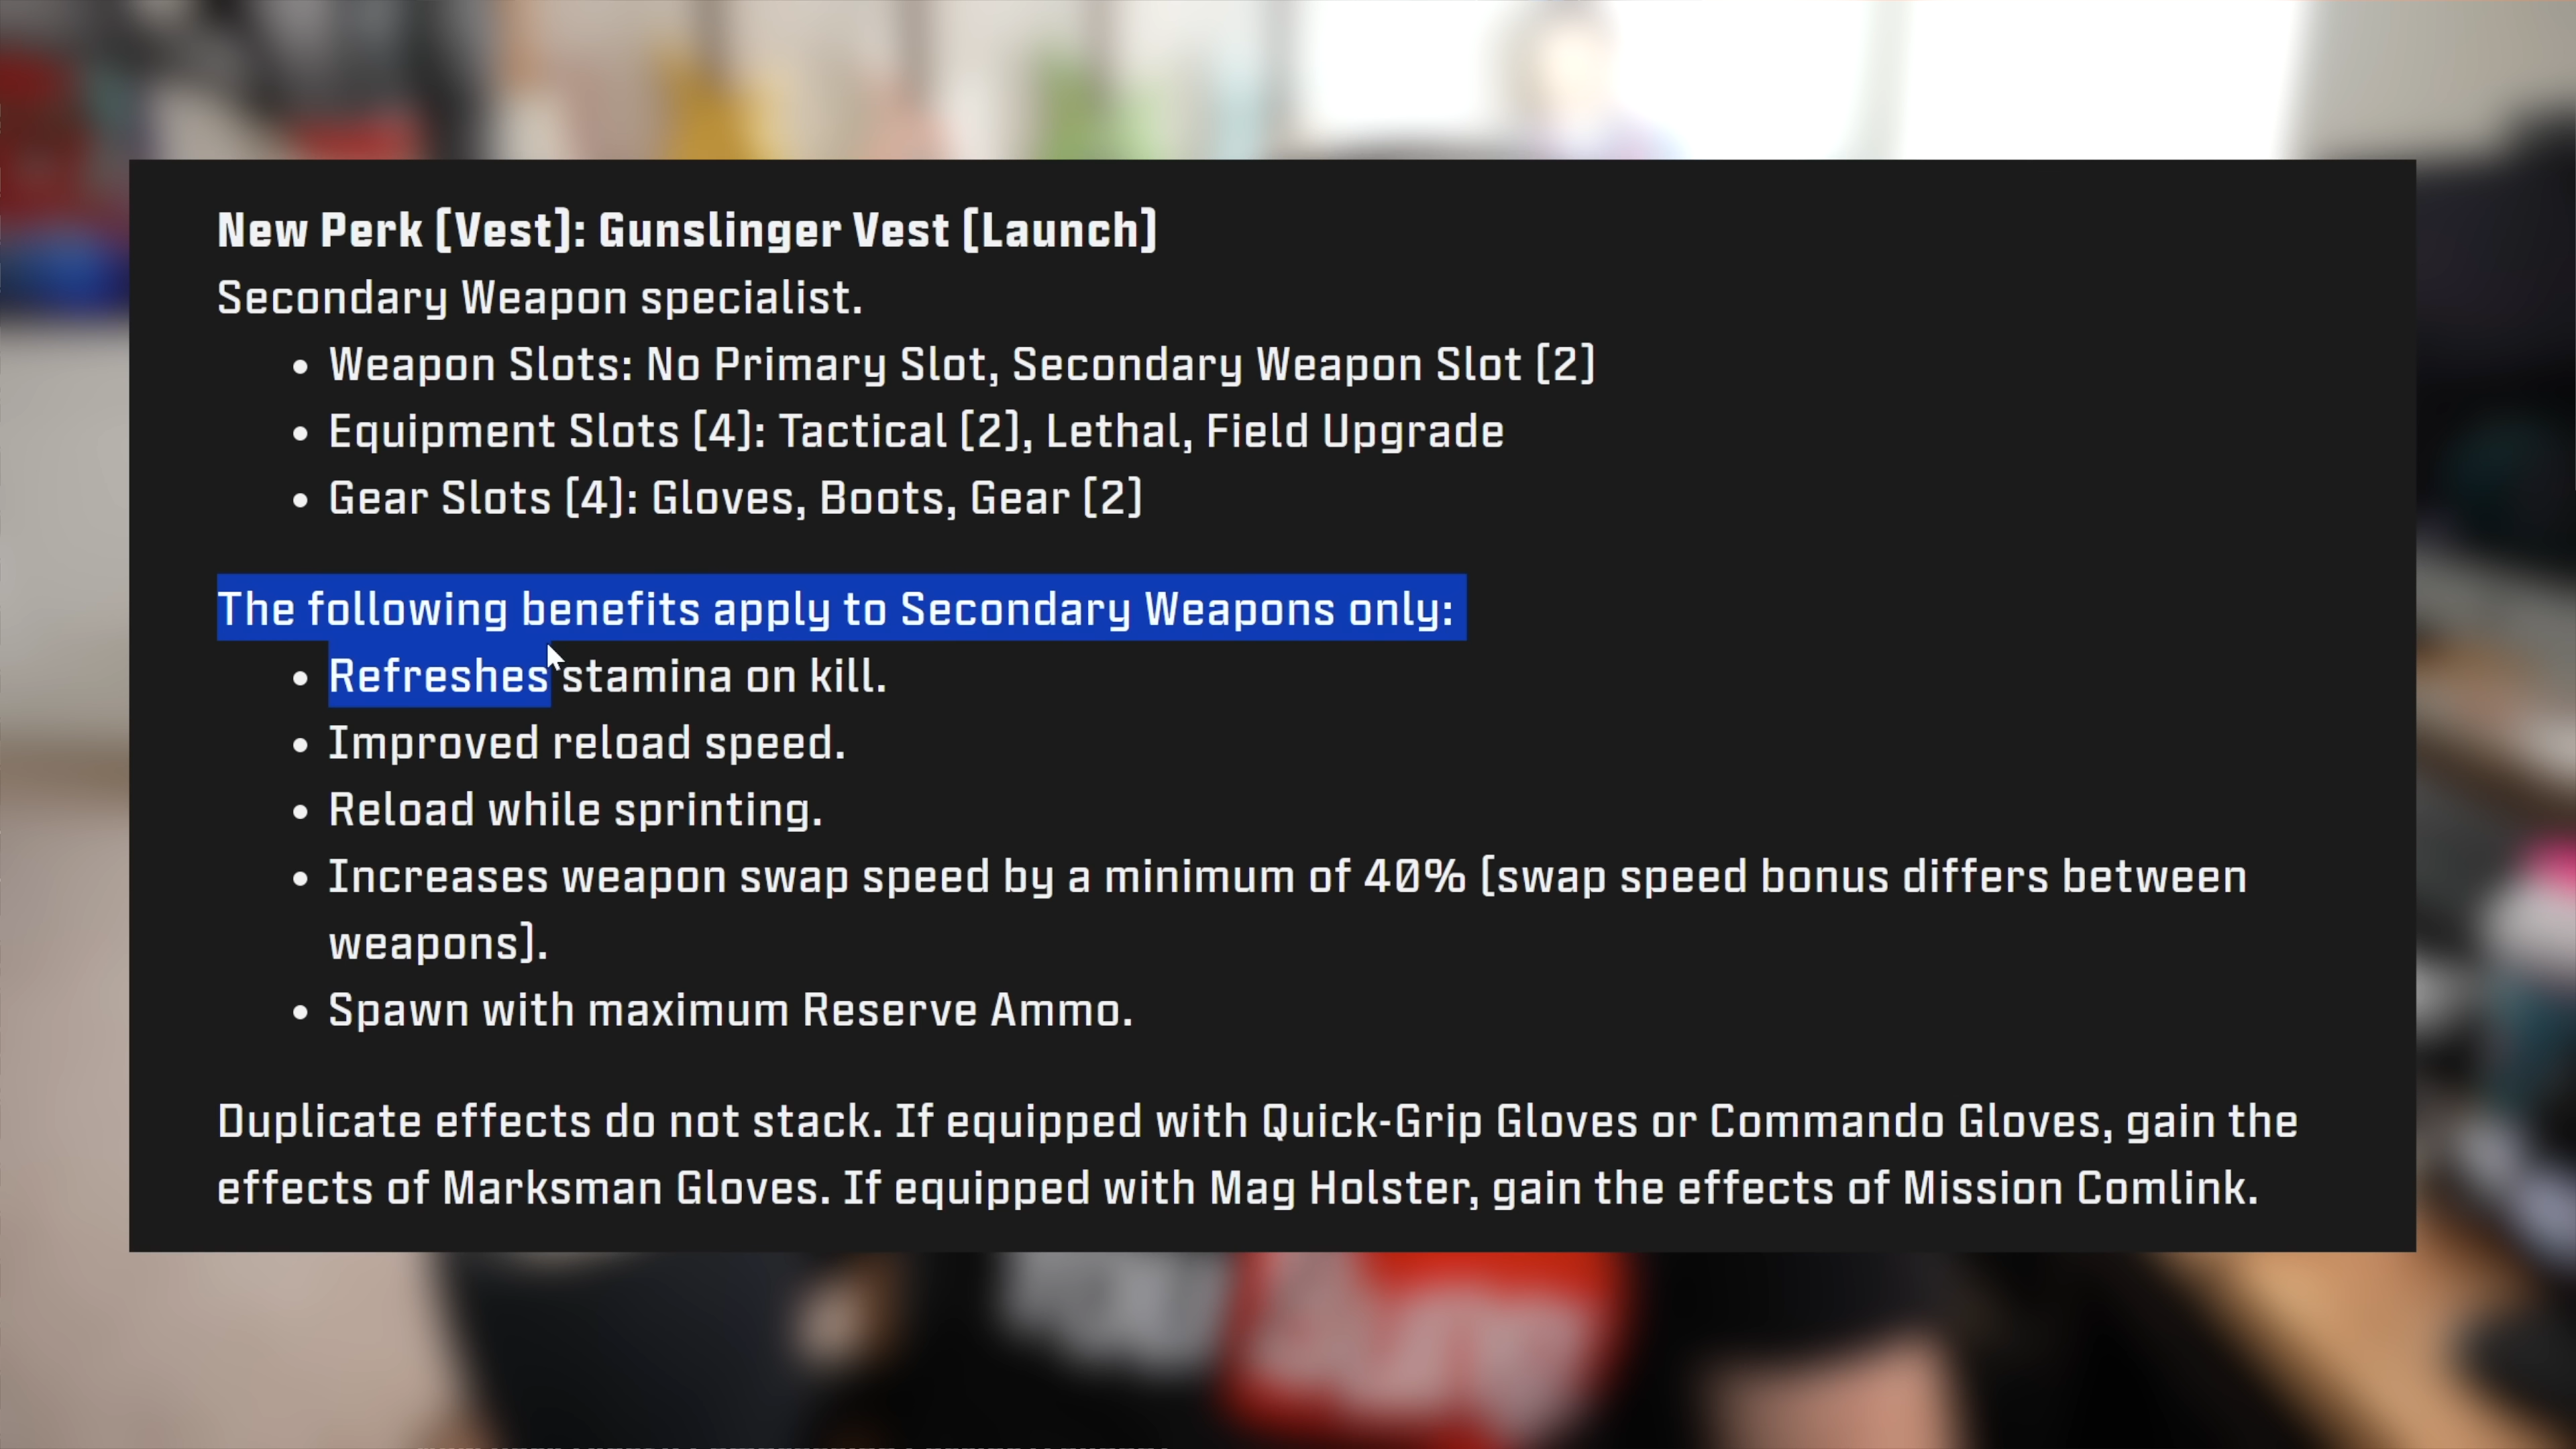 New Perk (Vest): Gunslinger Vest (Launch)
Secondary Weapon specialist.
• Weapon Slots: No Primary Slot, Secondary Weapon Slot (2)
• Equipment Slots (4): Tactical (2), Lethal, Field Upgrade
• Gear Slots (4): Gloves, Boots, Gear (2)
The following benefits apply to Secondary Weapons only:
• Refreshes stamina on kill.
• Improved reload speed.
• Reload while sprinting.
• Increases weapon swap speed by a minimum of 40% (swap speed bonus differs between
weapons).
• Spawn with maximum Reserve Ammo.
Duplicate effects do not stack. If equipped with Quick-Grip Gloves or Commando Gloves, gain the
effects of Marksman Gloves. If equipped with Mag Holster, gain the effects of Mission Comlink.